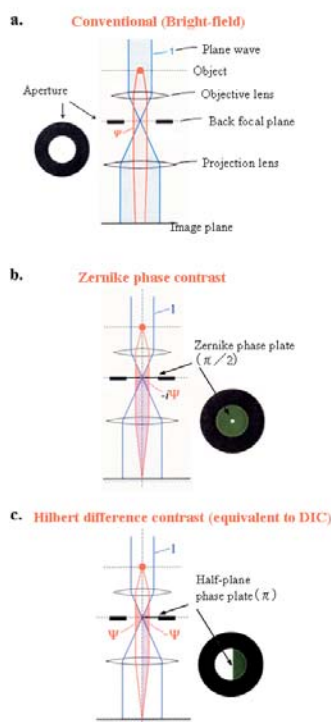 a.
Conventional (Bright-field)
1
Plane wave
Object
Aperture
Objective lens
Back focal plane
Ψ
Projection lens
Image plane
b.
Zernike phase contrast
1
Zernike phase plate
(π/2)
-iΨ
c.
Hilbert difference contrast (equivalent to DIC)
1
Half-plane
phase plate(π)
Ψ Ψ